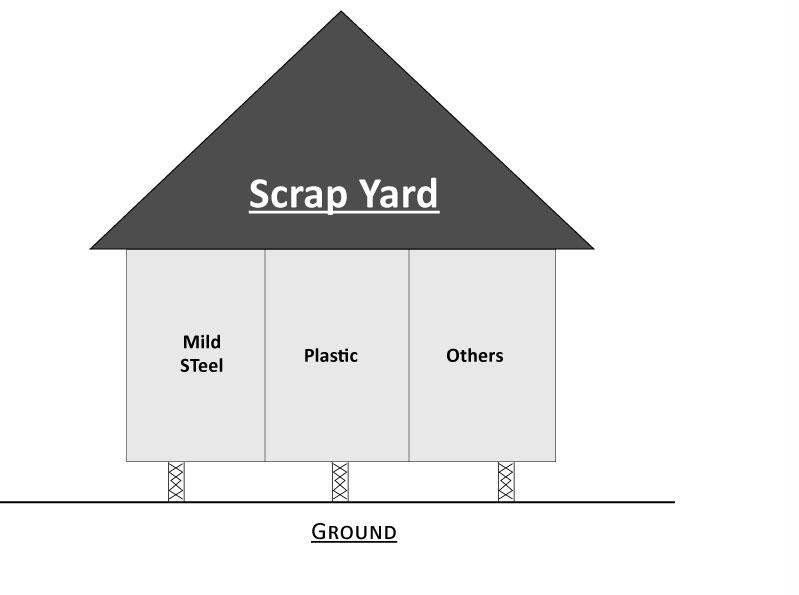 Scrap Yard
Mild
STeel
Plastic
Others
GROUND